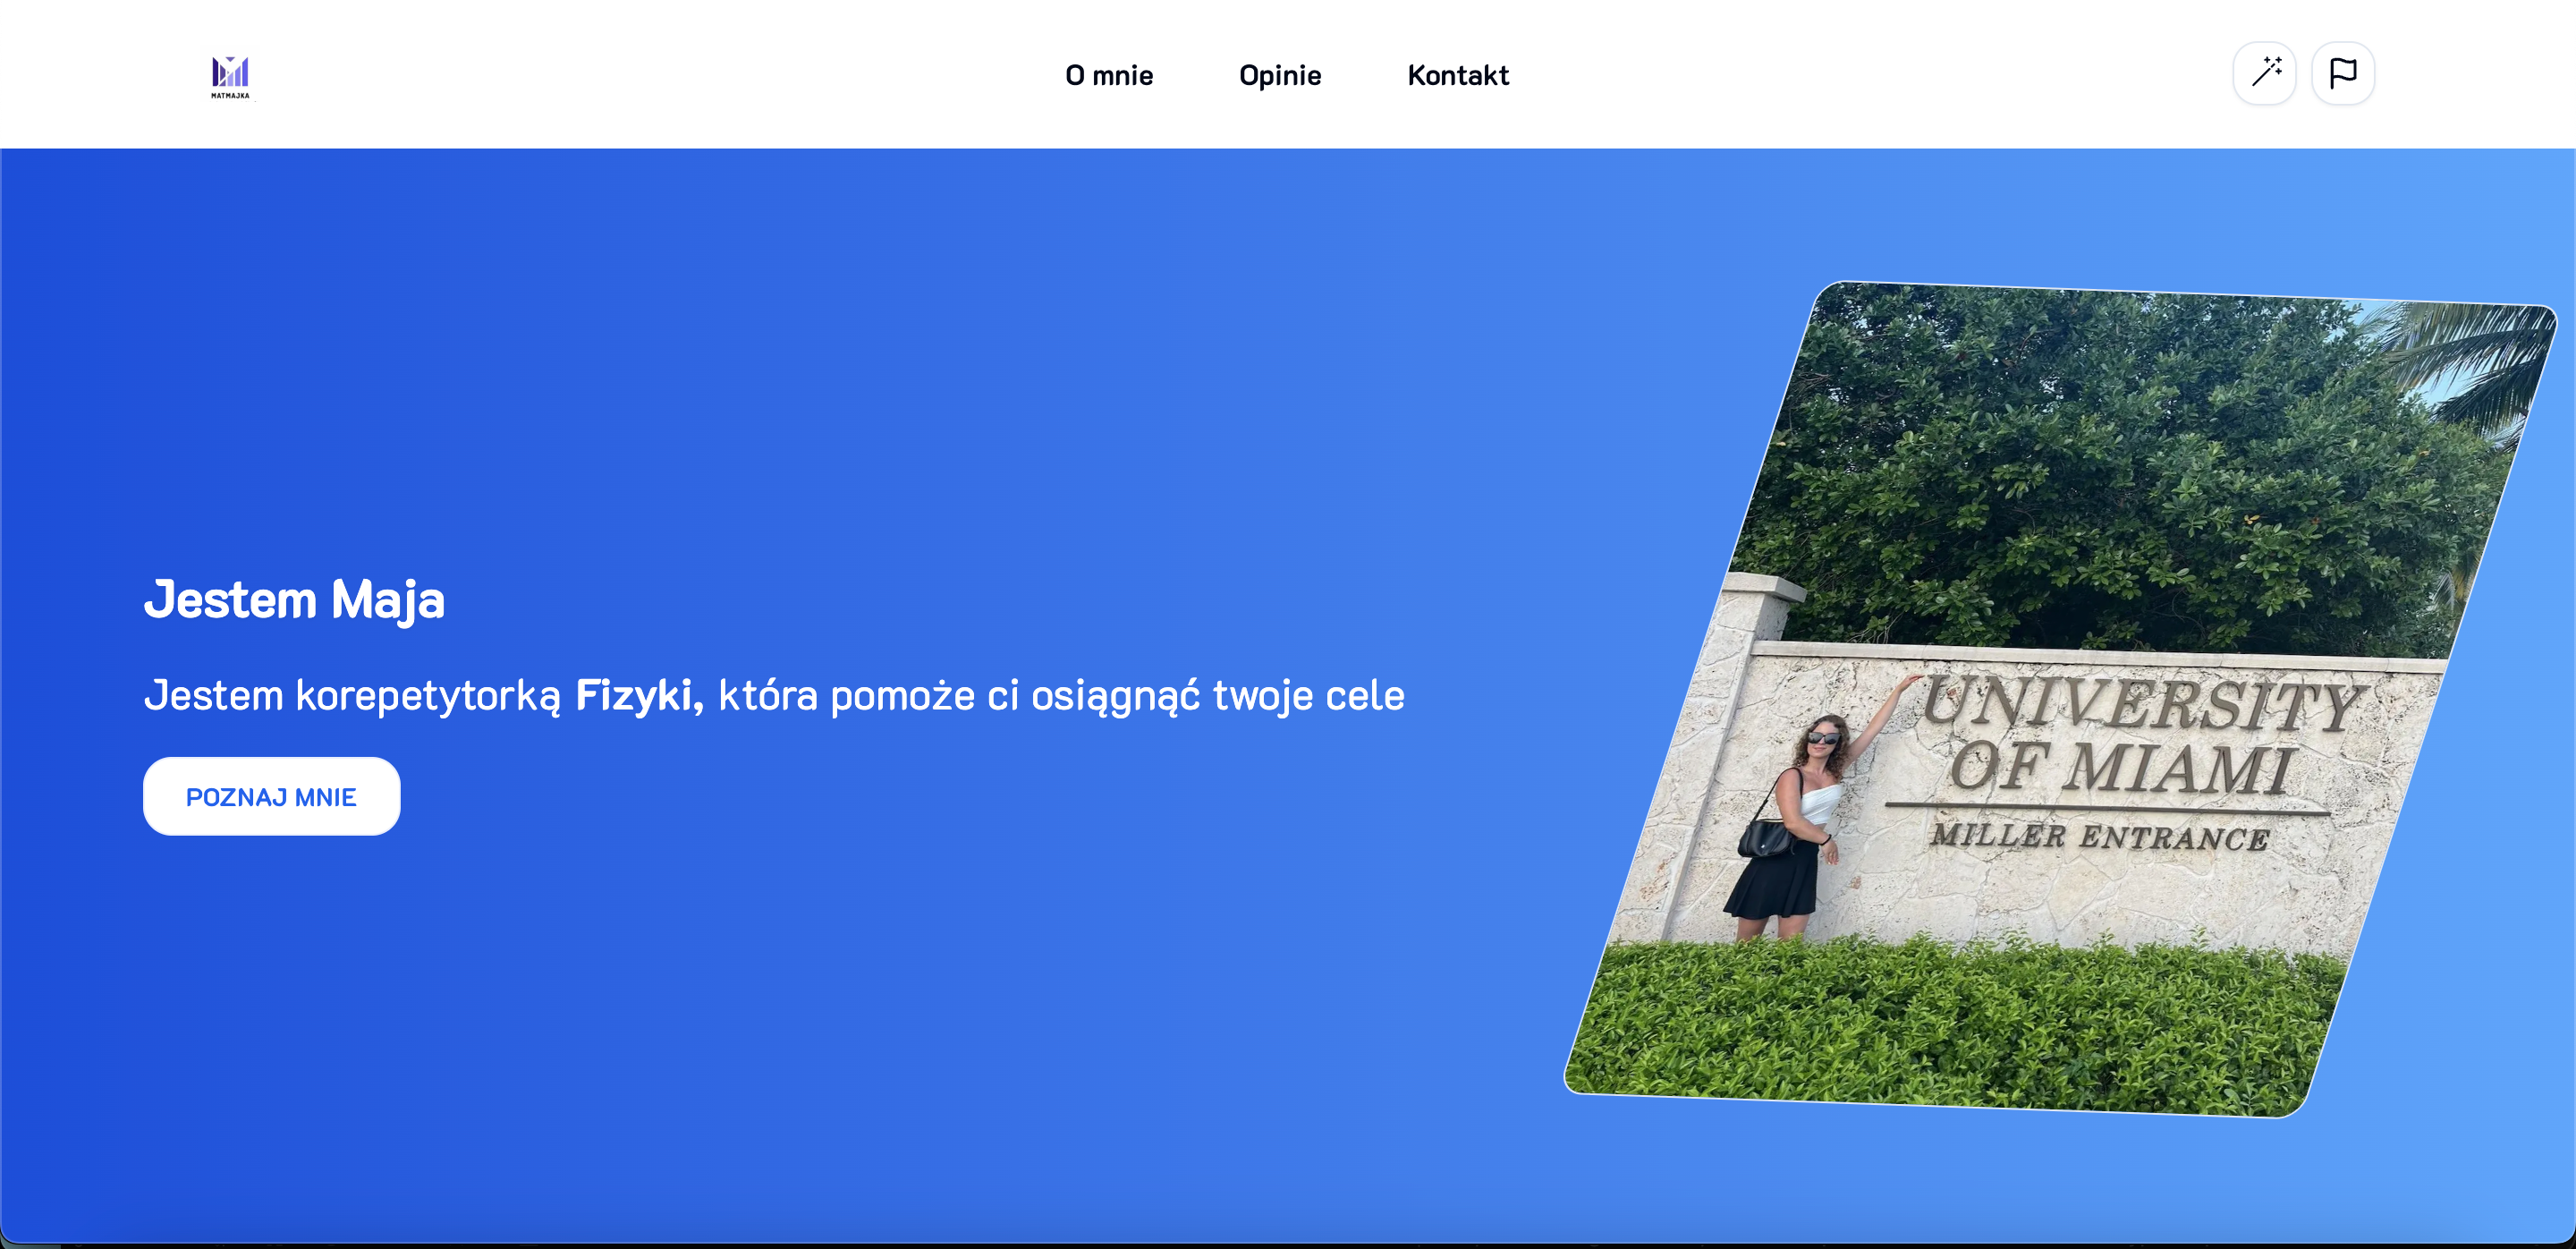 MATMAJKA
O mnie
Opinie
Kontakt
Jestem Maja
Jestem korepetytorką Fizyki, która pomoże ci osiągnąć twoje cele
POZNAJ MNIE
UNIVERSITY
OF MIAMI
MILLER ENTRANCE